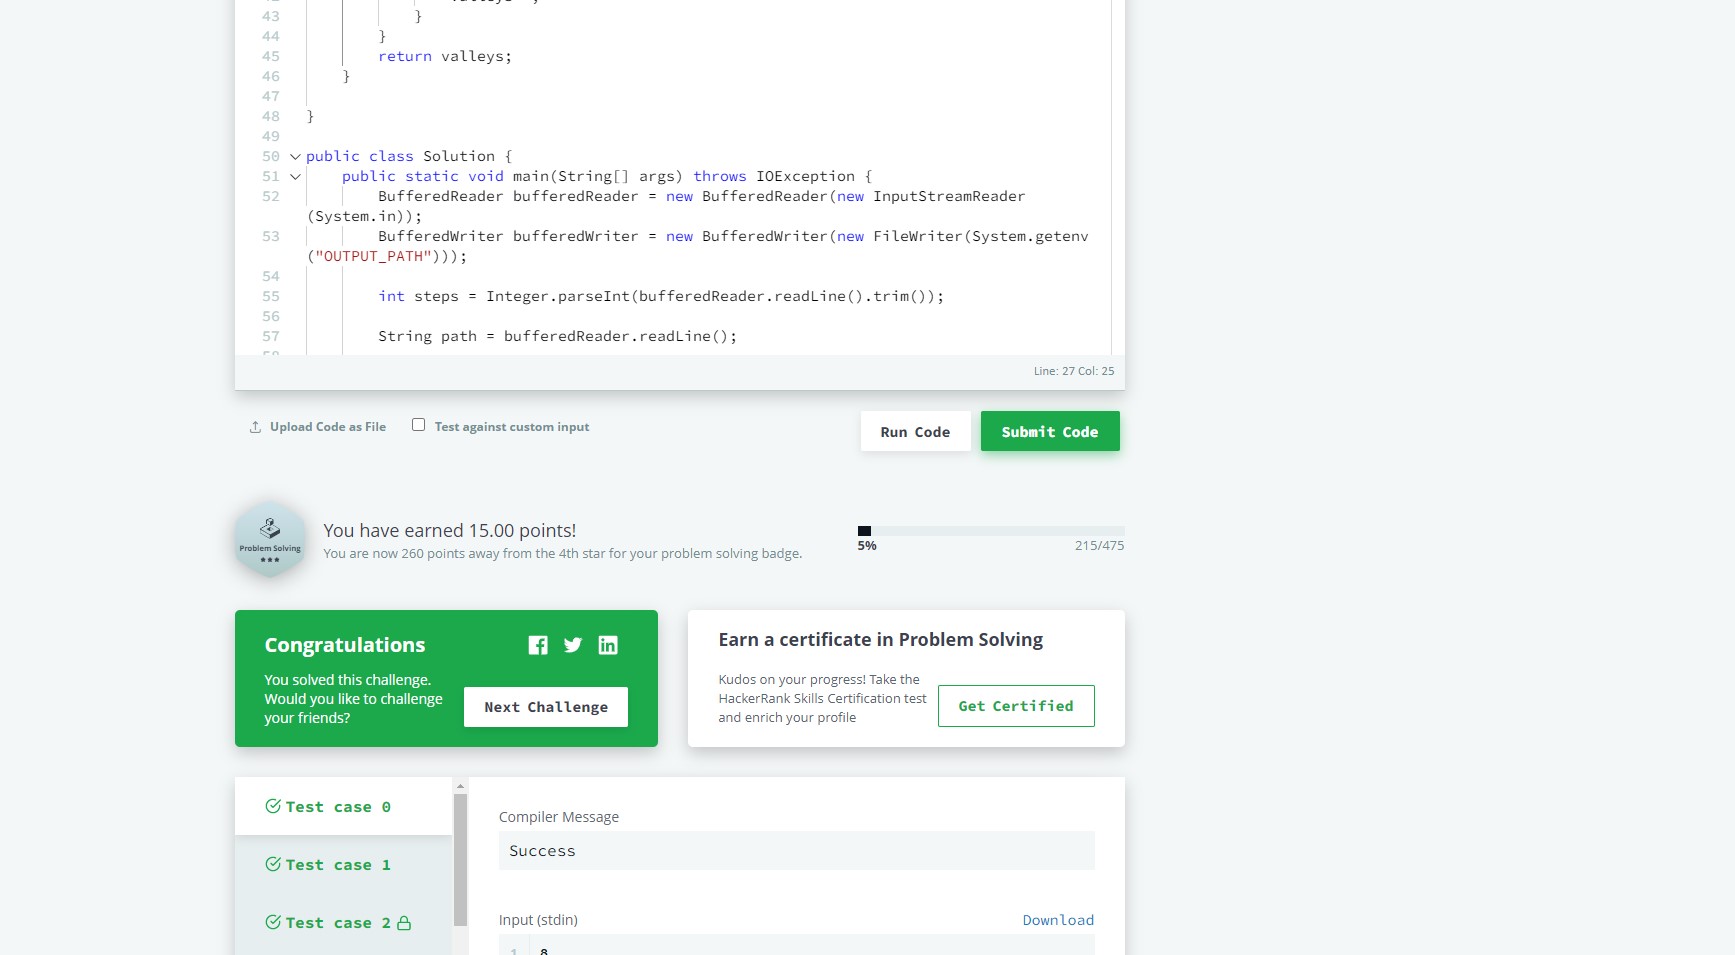 43 }
44 }
45 return valleys;
46 }
47
48 }
49
50 public class Solution {
51 public static void main(String[] args) throws IOException {
52 BufferedReader bufferedReader = new BufferedReader(new InputStreamReader
(System.in));
53 BufferedWriter bufferedWriter = new BufferedWriter(new FileWriter(System.getenv
("OUTPUT_PATH")));
54
55 int steps = Integer.parseInt(bufferedReader.readLine().trim());
56
57 String path = bufferedReader.readLine();
Line: 27 Col: 25
Upload Code as File Test against custom input Run Code Submit Code
Problem Solving
You have earned 15.00 points!
You are now 260 points away from the 4th star for your problem solving badge.
5% 215/475
Congratulations
You solved this challenge.
Would you like to challenge
your friends?
Next Challenge
Earn a certificate in Problem Solving
Kudos on your progress! Take the
HackerRank Skills Certification test
and enrich your profile
Get Certified
Test case 0
Test case 1
Test case 2
Compiler Message
Success
Input (stdin) Download
1 8